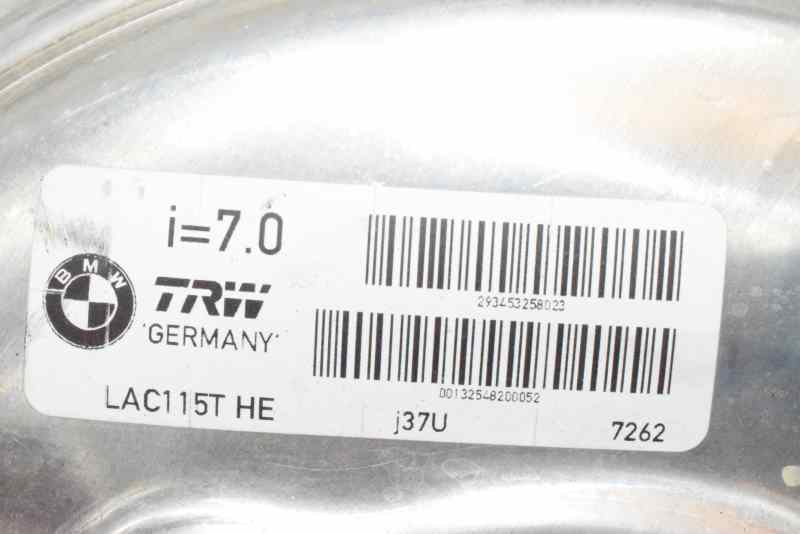 i=7.0
293453258023
BMW
TRW
GERMANY
00132548200052
LAC115T HE
j37U
7262